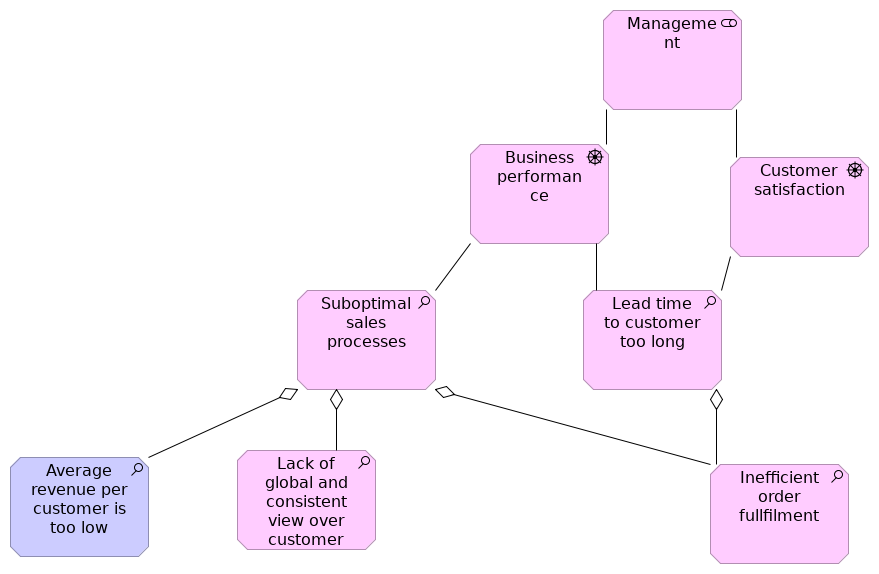 Manageme
nt
Business
performan
ce
Customer
satisfaction
Suboptimal
sales
processes
Lead time
to customer
too long
Average
revenue per
customer is
too low
Lack of
global and
consistent
view over
customer
Inefficient
order
fullfilment